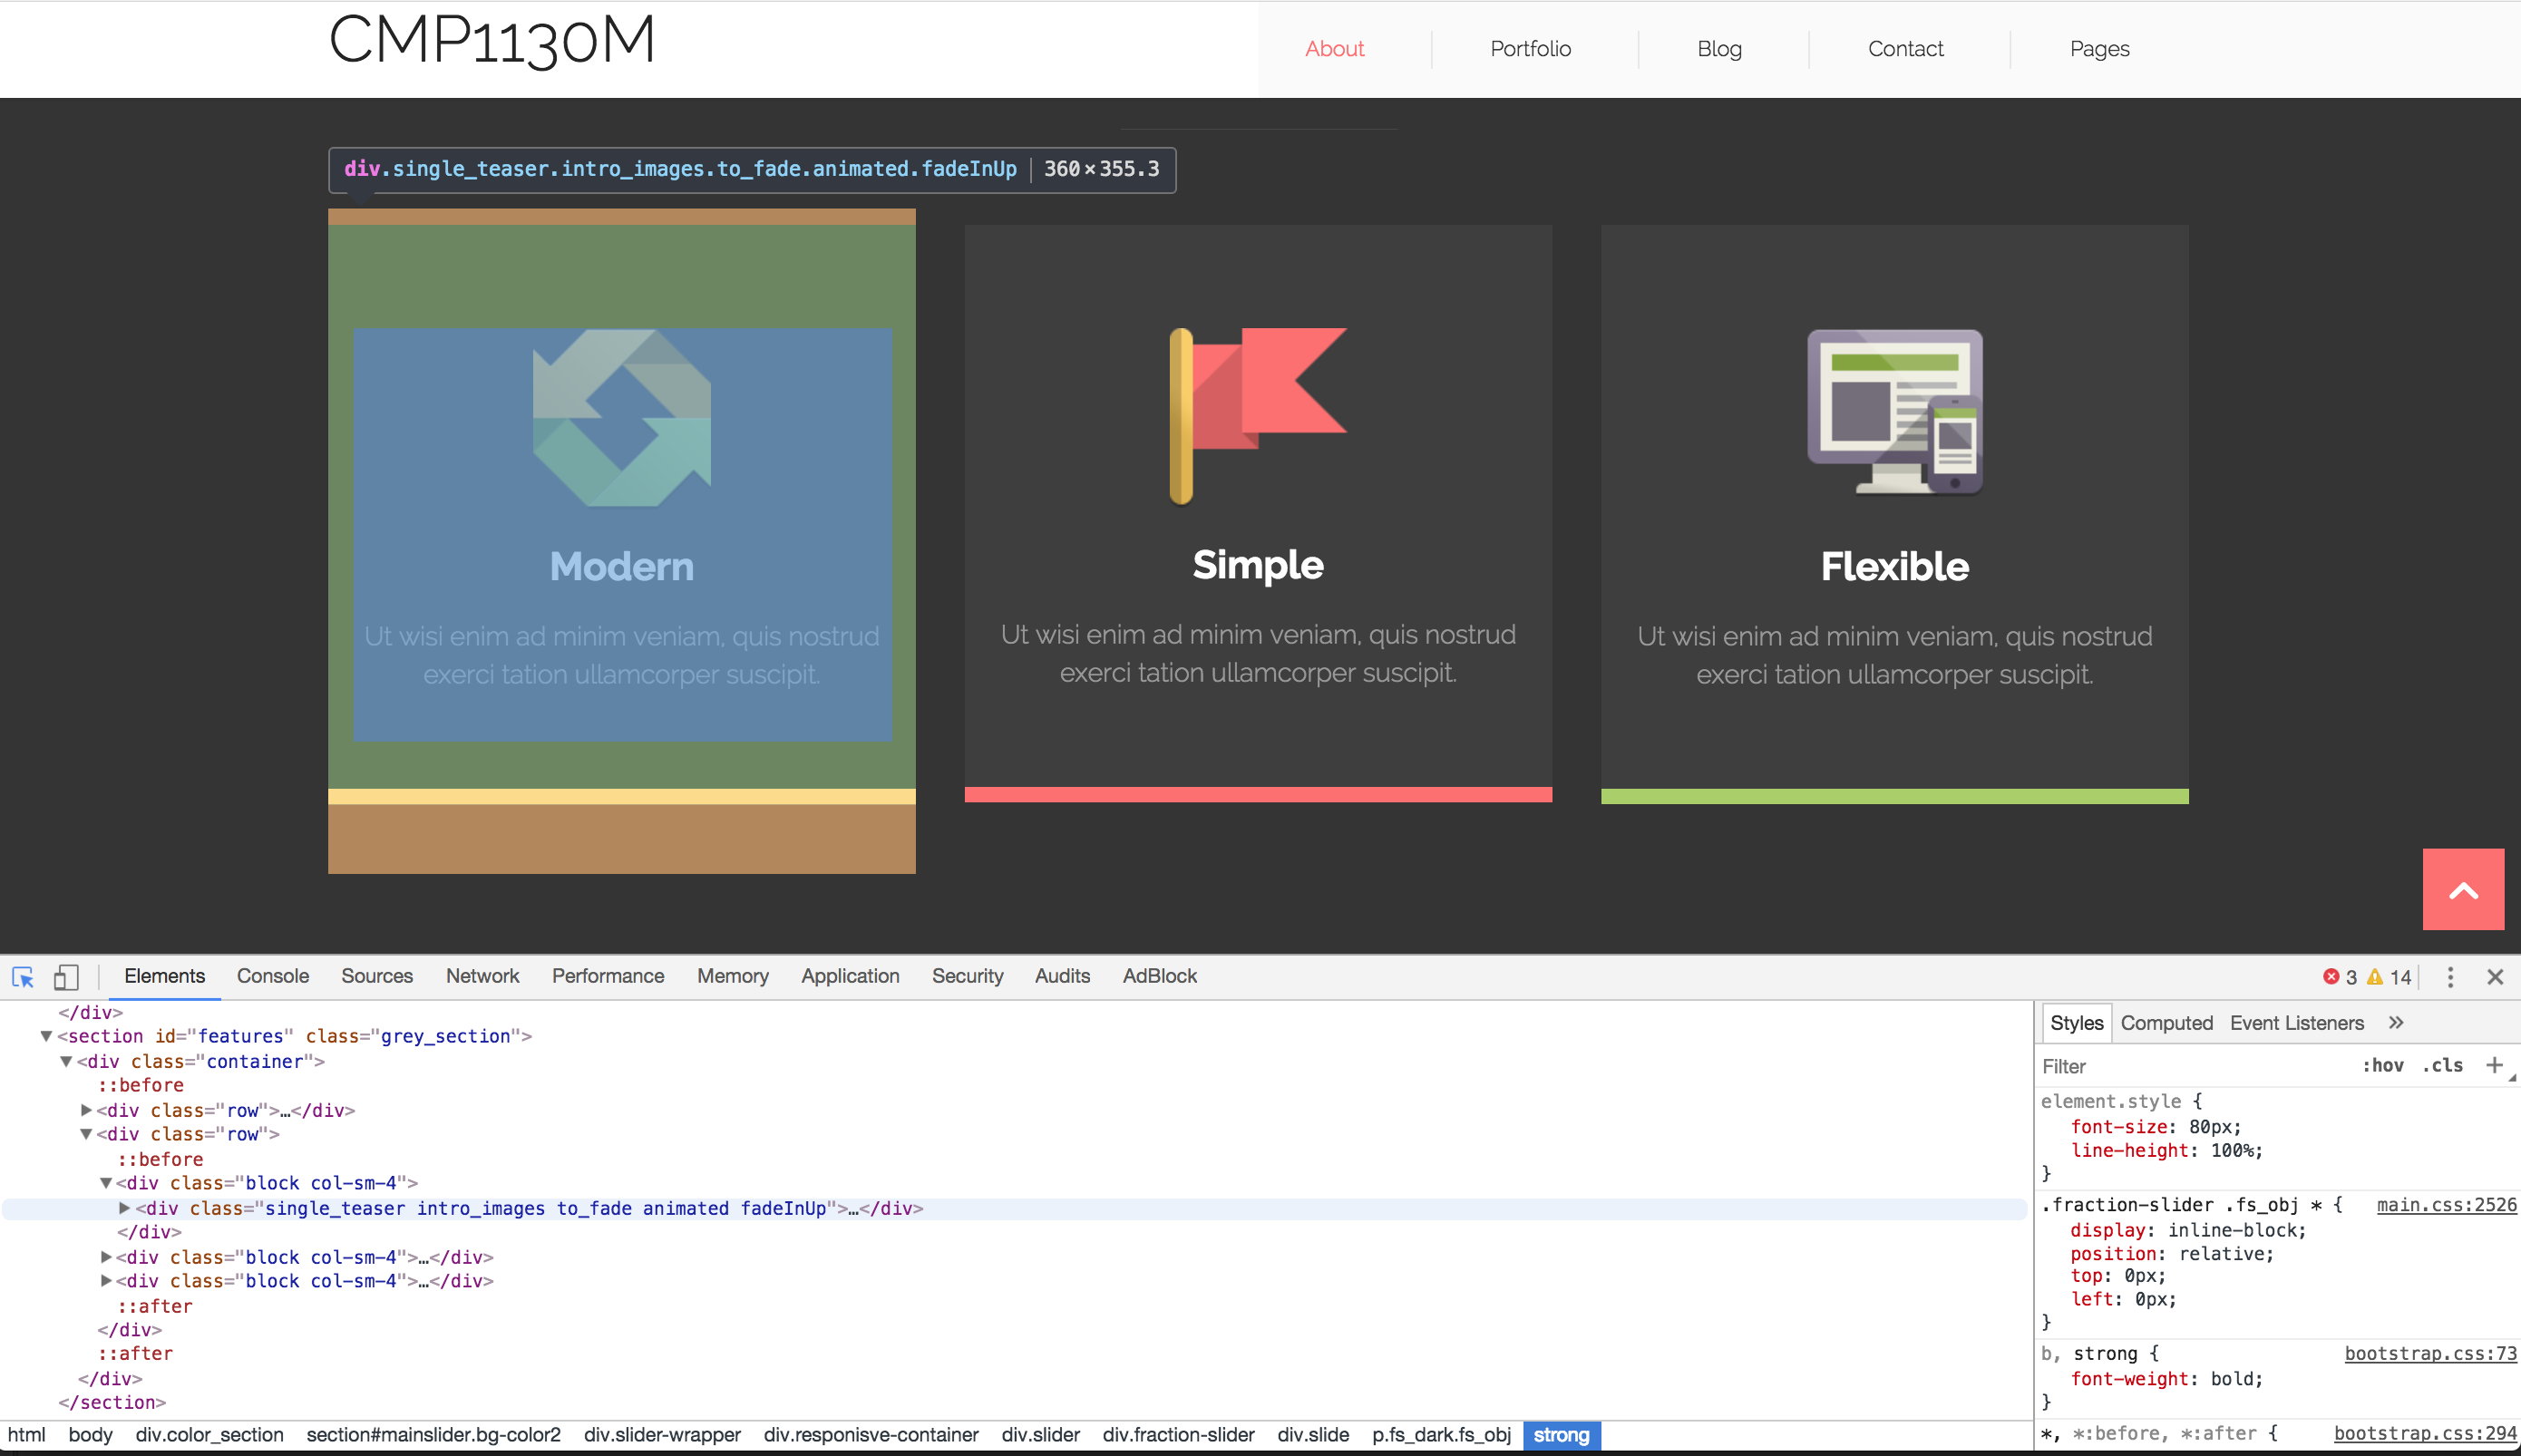 CMP1130M
About Portfolio Blog Contact Pages
div.single_teaser.intro_images.to_fade.animated.fadeInUp 360×355.3
Modern
Ut wisi enim ad minim veniam, quis nostrud
exerci tation ullamcorper suscipit.
Simple
Ut wisi enim ad minim veniam, quis nostrud
exerci tation ullamcorper suscipit.
Flexible
Ut wisi enim ad minim veniam, quis nostrud
exerci tation ullamcorper suscipit.
Elements Console Sources Network Performance Memory Application Security Audits AdBlock 3 14
</div>
<section id="features" class="grey_section">
<div class="container">
::before
<div class="row">…</div>
<div class="row">
::before
<div class="block col-sm-4">
<div class="single_teaser intro_images to_fade animated fadeInUp">…</div>
</div>
<div class="block col-sm-4">…</div>
<div class="block col-sm-4">…</div>
::after
</div>
::after
</div>
</section>
html body div.color_section section#mainslider.bg-color2 div.slider-wrapper div.responisve-container div.slider div.fraction-slider div.slide p.fs_dark.fs_obj strong
Styles Computed Event Listeners »
Filter :hov .cls +
element.style {
font-size: 80px;
line-height: 100%;
}
.fraction-slider .fs_obj * { main.css:2526
display: inline-block;
position: relative;
top: 0px;
left: 0px;
}
b, strong { bootstrap.css:73
font-weight: bold;
}
*, *:before, *:after { bootstrap.css:294